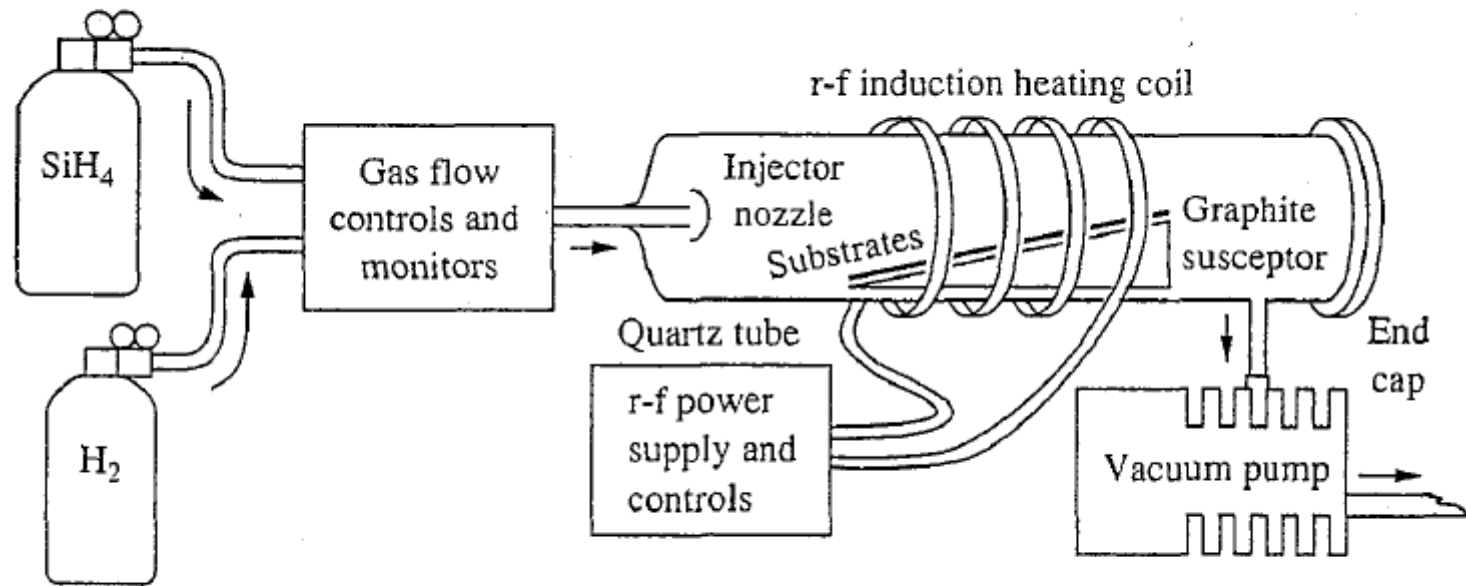 r-f induction heating coil
SiH₄
Gas flow
controls and
monitors
Injector
nozzle
Substrates
Graphite
susceptor
Quartz tube
End
cap
H₂
r-f power
supply and
controls
Vacuum pump